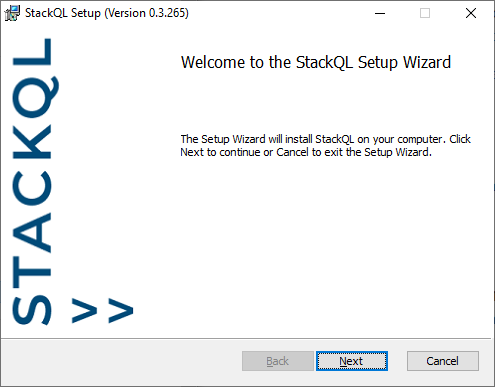 StackQL Setup (Version 0.3.265)
STACKQL
>>
Welcome to the StackQL Setup Wizard
The Setup Wizard will install StackQL on your computer. Click
Next to continue or Cancel to exit the Setup Wizard.
Back
Next
Cancel